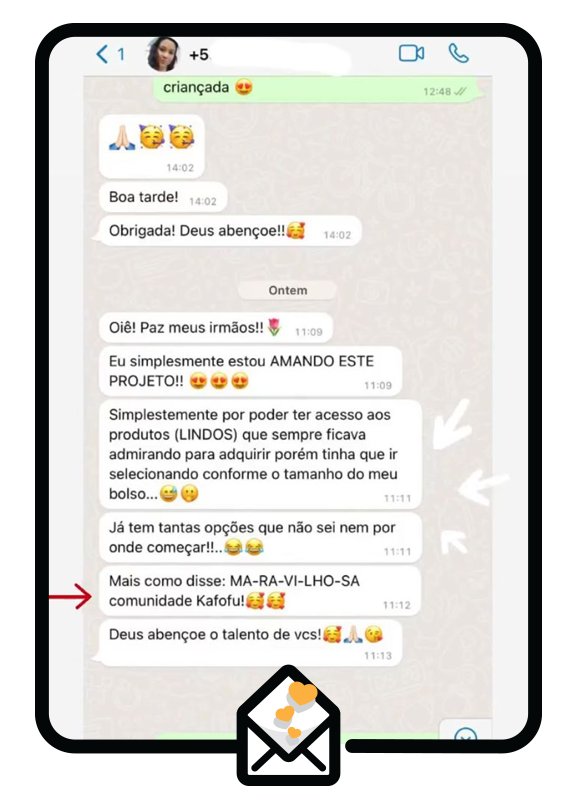 1
+5
criançada 😍
12:48
🙏🏻🥳🥳
14:02
Boa tarde! 14:02
Obrigada! Deus abençoe!!🥰 14:02
Ontem
Oiê! Paz meus irmãos!!🌷 11:09
Eu simplesmente estou AMANDO ESTE
PROJETO!! 😍😍😍 11:09
Simplestemente por poder ter acesso aos
produtos (LINDOS) que sempre ficava
admirando para adquirir porém tinha que ir
selecionando conforme o tamanho do meu
bolso...😅🤭 11:11
Já tem tantas opções que não sei nem por
onde começar!!..😂😂 11:11
Mais como disse: MA-RA-VI-LHO-SA
comunidade Kafofu!🥰🥰 11:12
Deus abençoe o talento de vcs!🥰🙏🏻😘
11:13